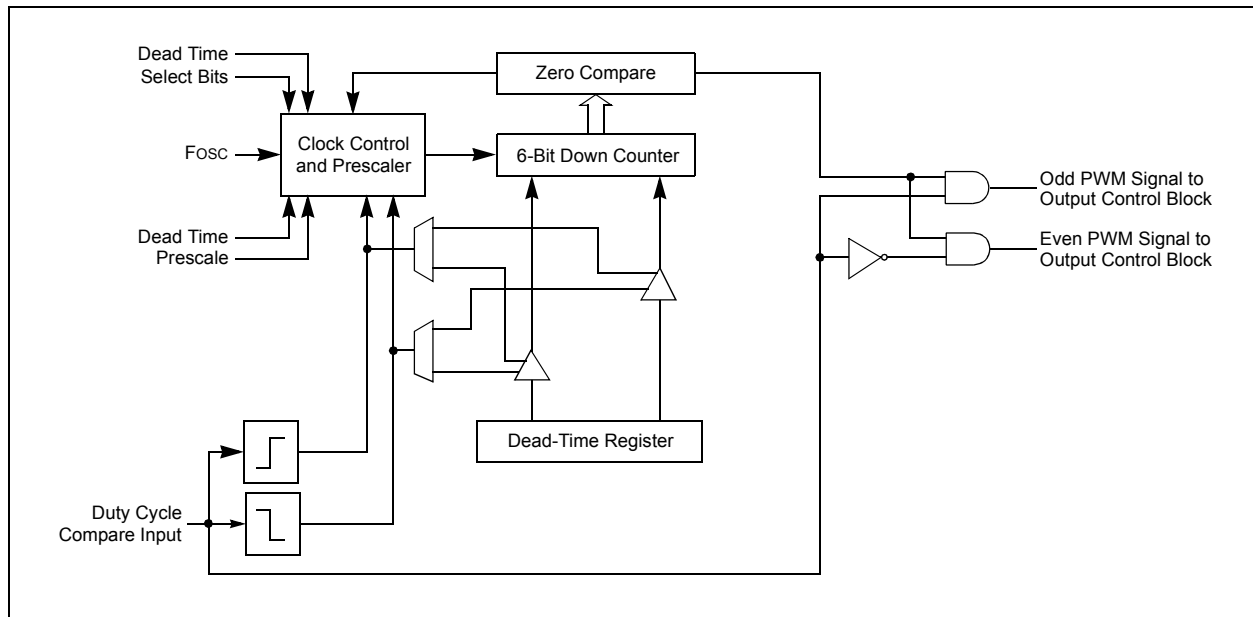 Dead Time
Select Bits
Zero Compare
Clock Control
and Prescaler
6-Bit Down Counter
FOSC
Odd PWM Signal to
Output Control Block
Dead Time
Prescale
Even PWM Signal to
Output Control Block
Dead-Time Register
Duty Cycle
Compare Input